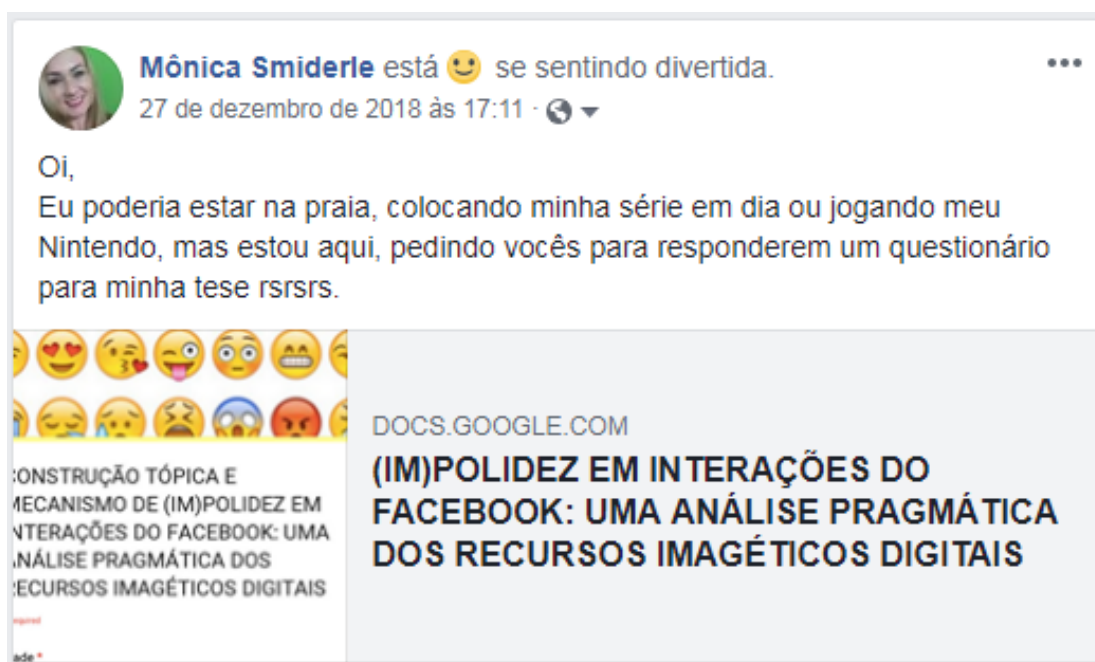 Mônica Smiderle está se sentindo divertida.
27 de dezembro de 2018 às 17:11 ·
Oi,
Eu poderia estar na praia, colocando minha série em dia ou jogando meu
Nintendo, mas estou aqui, pedindo vocês para responderem um questionário
para minha tese rsrsrs.
ONSTRUÇÃO TÓPICA E
MECANISMO DE (IM)POLIDEZ EM
NTERAÇÕES DO FACEBOOK: UMA
ANÁLISE PRAGMÁTICA DOS
ECURSOS IMAGÉTICOS DIGITAIS
DOCS.GOOGLE.COM
(IM)POLIDEZ EM INTERAÇÕES DO
FACEBOOK: UMA ANÁLISE PRAGMÁTICA
DOS RECURSOS IMAGÉTICOS DIGITAIS